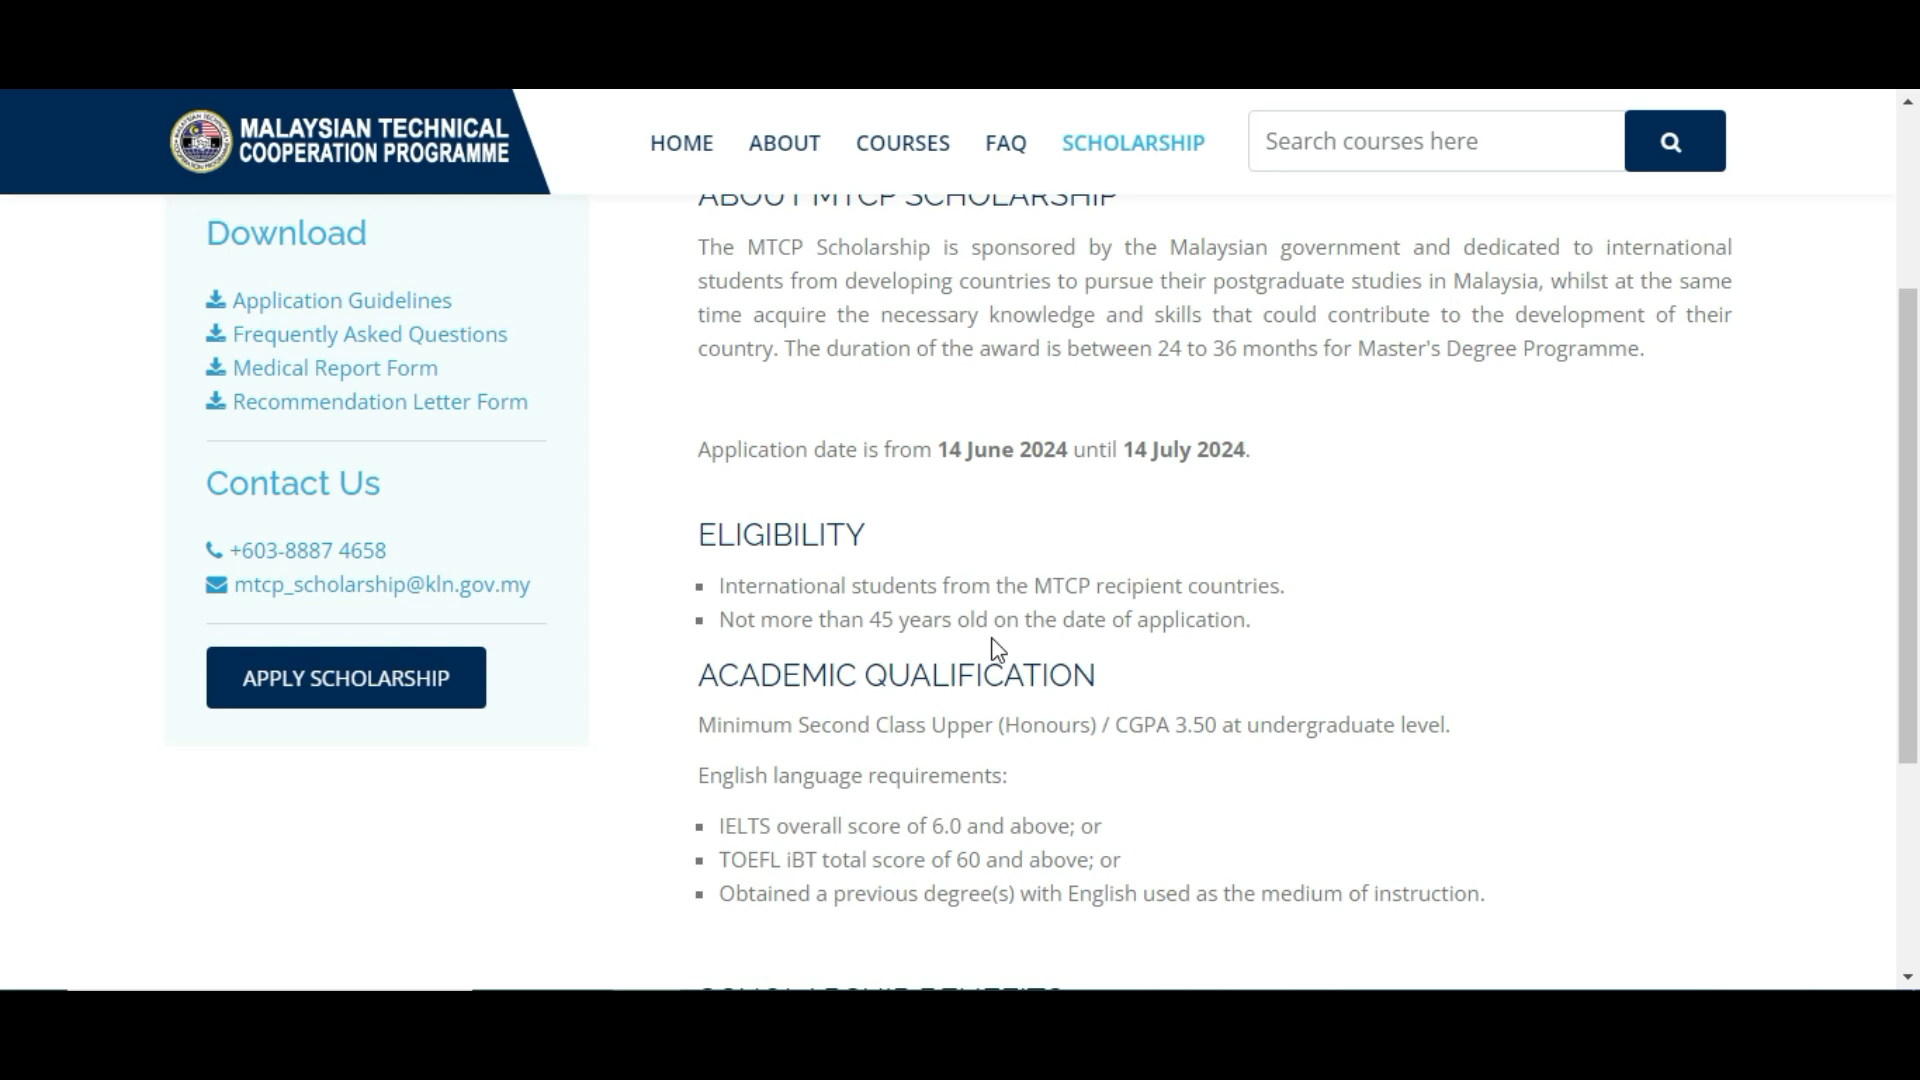 MALAYSIAN TECHNICAL
COOPERATION PROGRAMME
HOME ABOUT COURSES FAQ SCHOLARSHIP
Search courses here
Download
Application Guidelines
Frequently Asked Questions
Medical Report Form
Recommendation Letter Form
Contact Us
+603-8887 4658
mtcp_scholarship@kln.gov.my
APPLY SCHOLARSHIP
ABOUT MTCP SCHOLARSHIP
The MTCP Scholarship is sponsored by the Malaysian government and dedicated to international
students from developing countries to pursue their postgraduate studies in Malaysia, whilst at the same
time acquire the necessary knowledge and skills that could contribute to the development of their
country. The duration of the award is between 24 to 36 months for Master's Degree Programme.
Application date is from 14 June 2024 until 14 July 2024.
ELIGIBILITY
International students from the MTCP recipient countries.
Not more than 45 years old on the date of application.
ACADEMIC QUALIFICATION
Minimum Second Class Upper (Honours) / CGPA 3.50 at undergraduate level.
English language requirements:
IELTS overall score of 6.0 and above; or
TOEFL iBT total score of 60 and above; or
Obtained a previous degree(s) with English used as the medium of instruction.